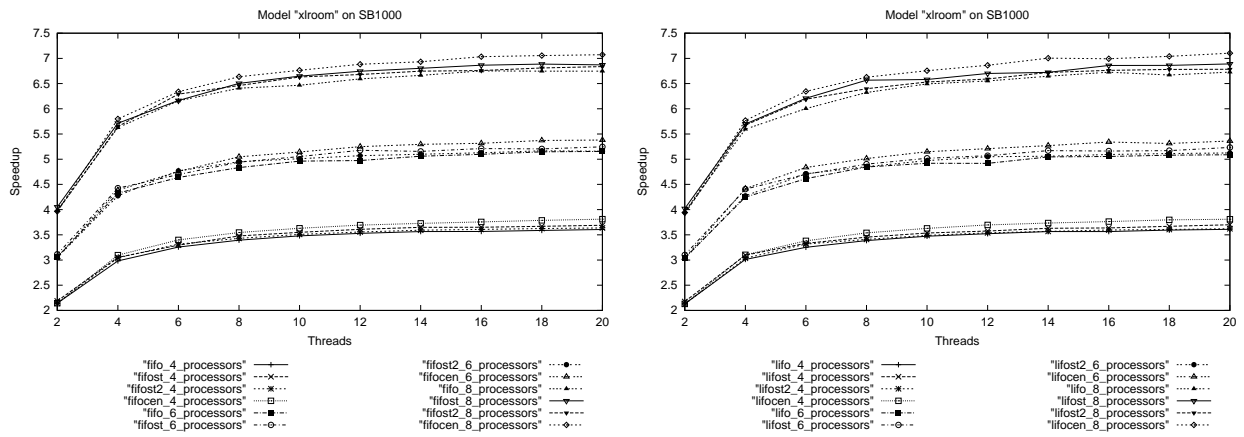 Model "xlroom" on SB1000
7.5
7
6.5
6
5.5
5
4.5
4
3.5
3
2.5
2
Speedup
2 4 6 8 10 12 14 16 18 20
Threads
"fifo_4_processors"
"fifost_4_processors"
"fifost2_4_processors"
"fifocen_4_processors"
"fifo_6_processors"
"fifost_6_processors"
"fifost2_6_processors"
"fifocen_6_processors"
"fifo_8_processors"
"fifost_8_processors"
"fifost2_8_processors"
"fifocen_8_processors"
Model "xlroom" on SB1000
7.5
7
6.5
6
5.5
5
4.5
4
3.5
3
2.5
2
Speedup
2 4 6 8 10 12 14 16 18 20
Threads
"lifo_4_processors"
"lifost_4_processors"
"lifost2_4_processors"
"lifocen_4_processors"
"lifo_6_processors"
"lifost_6_processors"
"lifost2_6_processors"
"lifocen_6_processors"
"lifo_8_processors"
"lifost_8_processors"
"lifost2_8_processors"
"lifocen_8_processors"